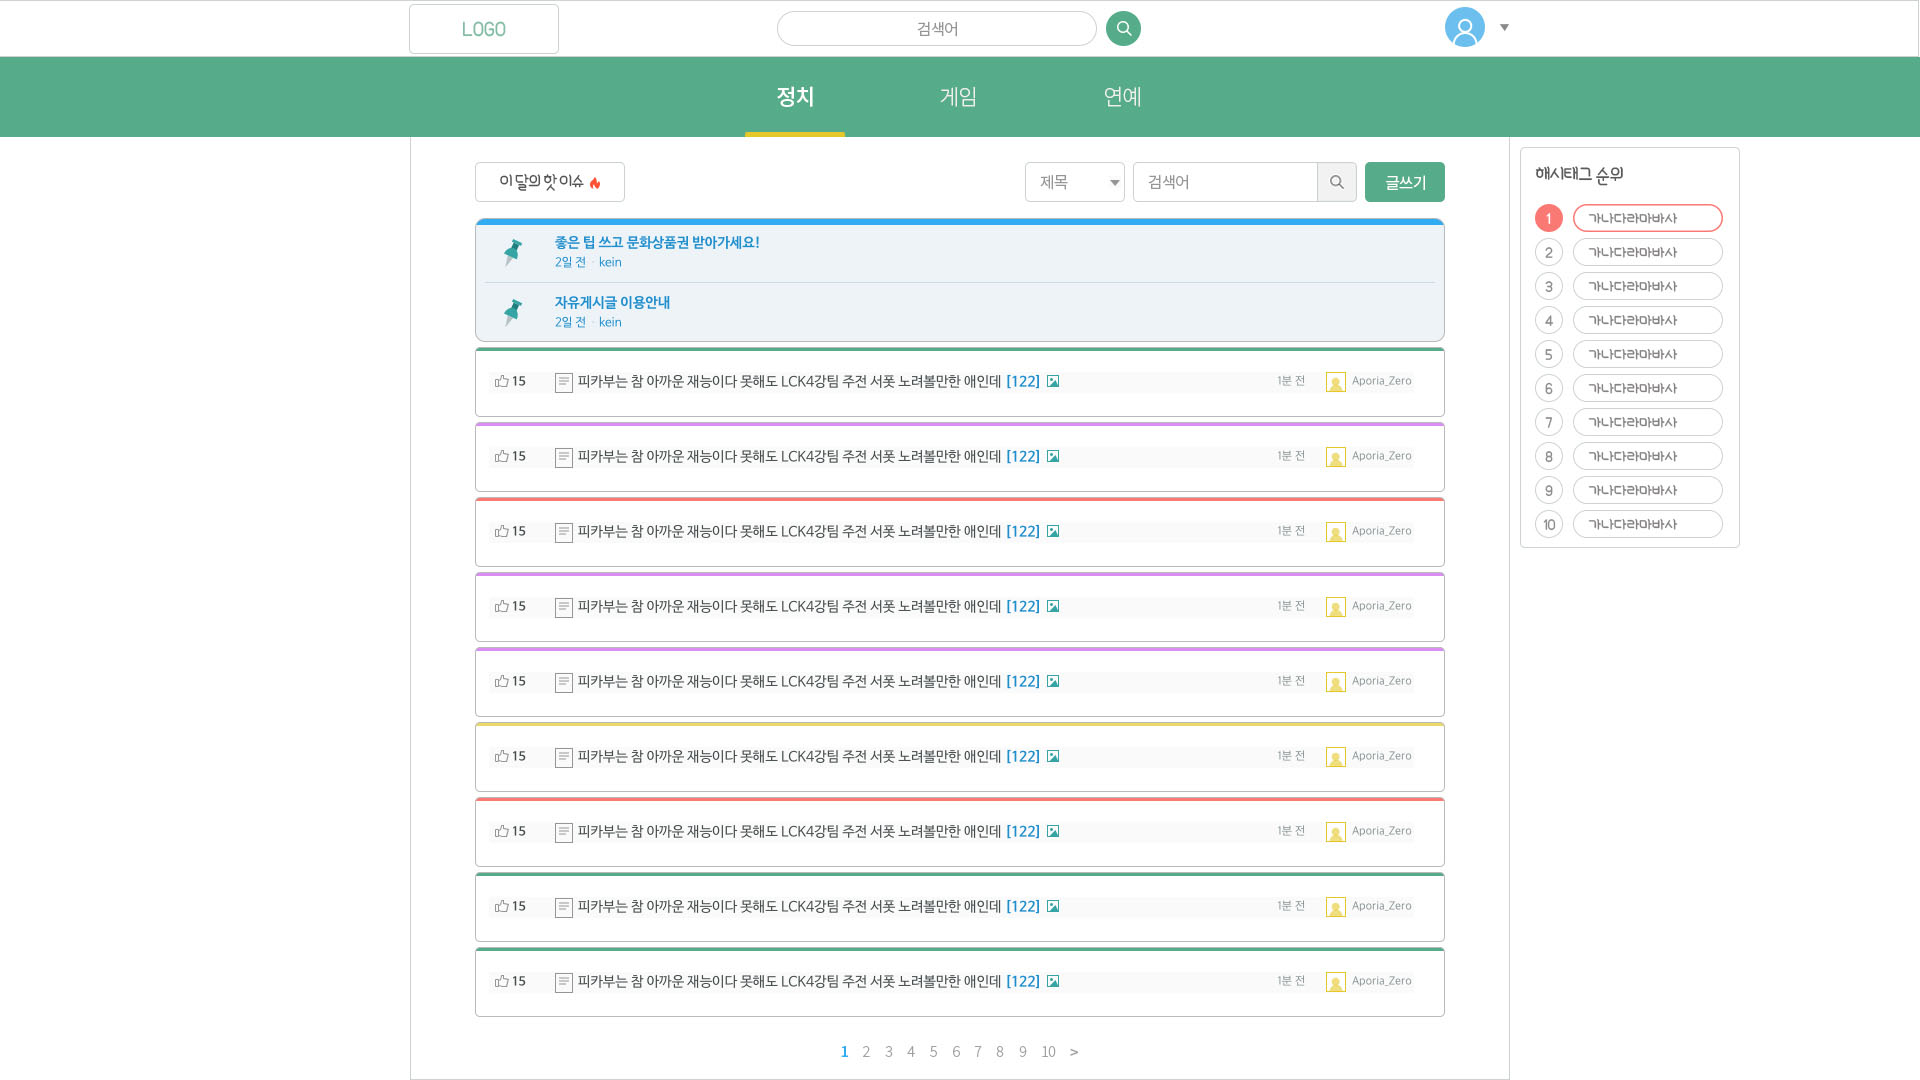 LOGO
검색어
정치 게임 연예
이 달의 핫 이슈
제목
검색어
글쓰기
좋은 팁 쓰고 문화상품권 받아가세요!
2일 전 · kein
자유게시글 이용안내
2일 전 · kein
15 피카부는 참 아까운 재능이다 못해도 LCK4강팀 주전 서폿 노려볼만한 애인데 [122] 1분 전 Aporia_Zero
15 피카부는 참 아까운 재능이다 못해도 LCK4강팀 주전 서폿 노려볼만한 애인데 [122] 1분 전 Aporia_Zero
15 피카부는 참 아까운 재능이다 못해도 LCK4강팀 주전 서폿 노려볼만한 애인데 [122] 1분 전 Aporia_Zero
15 피카부는 참 아까운 재능이다 못해도 LCK4강팀 주전 서폿 노려볼만한 애인데 [122] 1분 전 Aporia_Zero
15 피카부는 참 아까운 재능이다 못해도 LCK4강팀 주전 서폿 노려볼만한 애인데 [122] 1분 전 Aporia_Zero
15 피카부는 참 아까운 재능이다 못해도 LCK4강팀 주전 서폿 노려볼만한 애인데 [122] 1분 전 Aporia_Zero
15 피카부는 참 아까운 재능이다 못해도 LCK4강팀 주전 서폿 노려볼만한 애인데 [122] 1분 전 Aporia_Zero
15 피카부는 참 아까운 재능이다 못해도 LCK4강팀 주전 서폿 노려볼만한 애인데 [122] 1분 전 Aporia_Zero
15 피카부는 참 아까운 재능이다 못해도 LCK4강팀 주전 서폿 노려볼만한 애인데 [122] 1분 전 Aporia_Zero
1 2 3 4 5 6 7 8 9 10 >
해시태그 순위
1 가나다라마바사
2 가나다라마바사
3 가나다라마바사
4 가나다라마바사
5 가나다라마바사
6 가나다라마바사
7 가나다라마바사
8 가나다라마바사
9 가나다라마바사
10 가나다라마바사